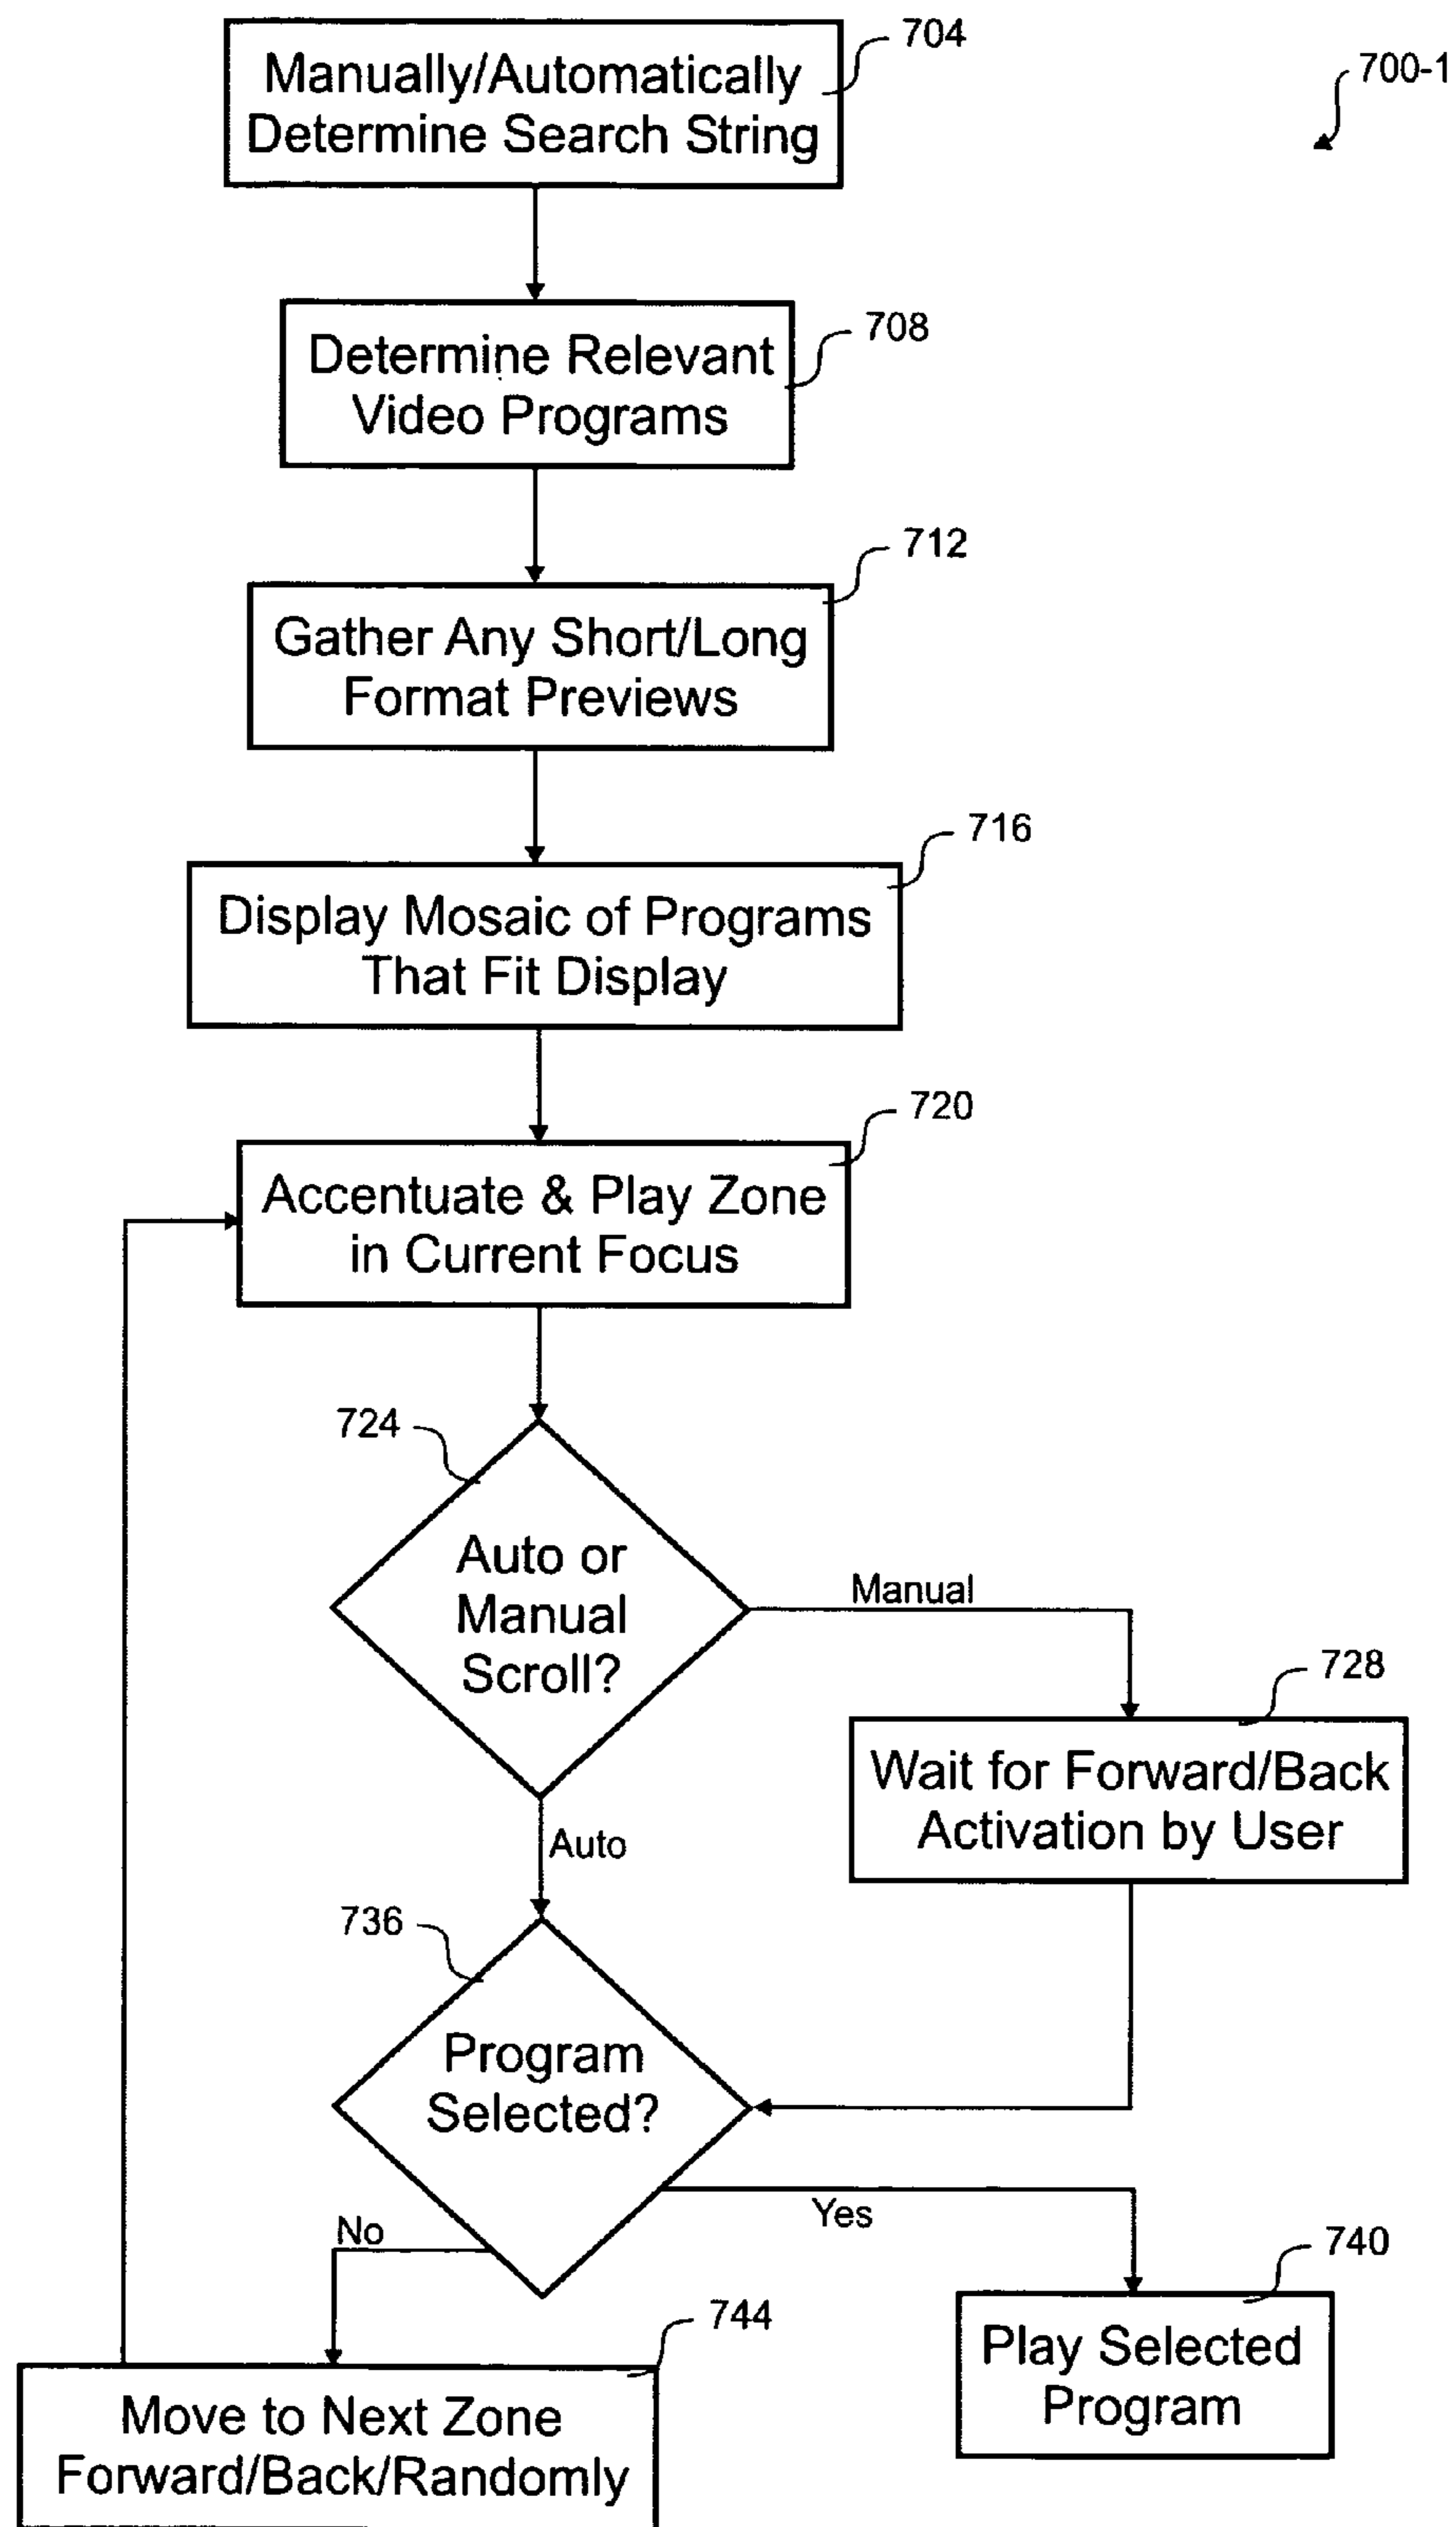 704
700-1
Manually/Automatically
Determine Search String
708
Determine Relevant
Video Programs
712
Gather Any Short/Long
Format Previews
716
Display Mosaic of Programs
That Fit Display
720
Accentuate & Play Zone
in Current Focus
724
Auto or
Manual
Scroll?
Manual
728
Wait for Forward/Back
Activation by User
Auto
736
Program
Selected?
Yes
No
740
Play Selected
Program
744
Move to Next Zone
Forward/Back/Randomly